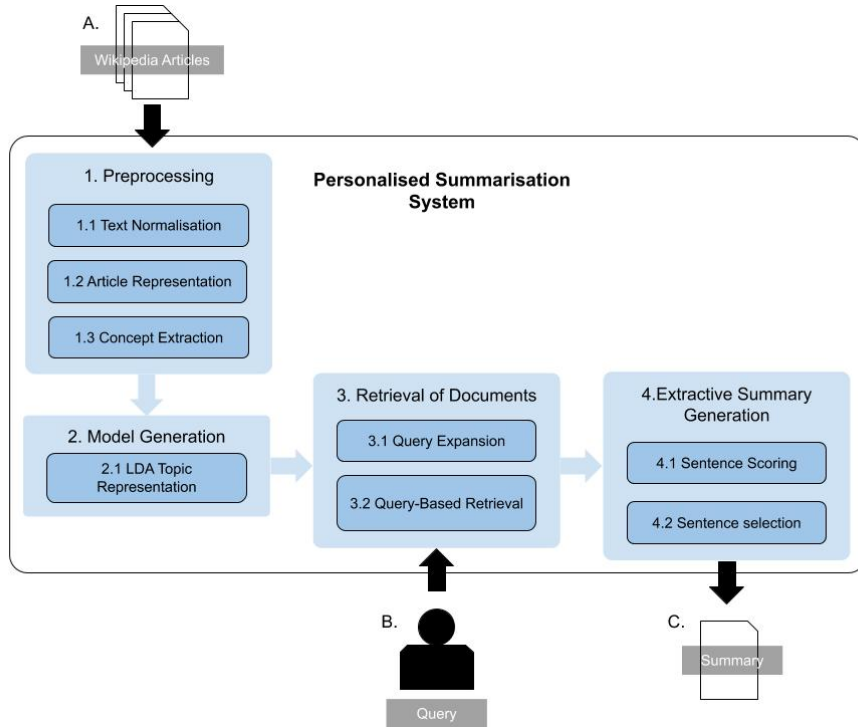 A.
Wikipedia Articles
Personalised Summarisation
System
1. Preprocessing
1.1 Text Normalisation
1.2 Article Representation
1.3 Concept Extraction
2. Model Generation
2.1 LDA Topic
Representation
3. Retrieval of Documents
3.1 Query Expansion
3.2 Query-Based Retrieval
4.Extractive Summary
Generation
4.1 Sentence Scoring
4.2 Sentence selection
B.
Query
C.
Summary